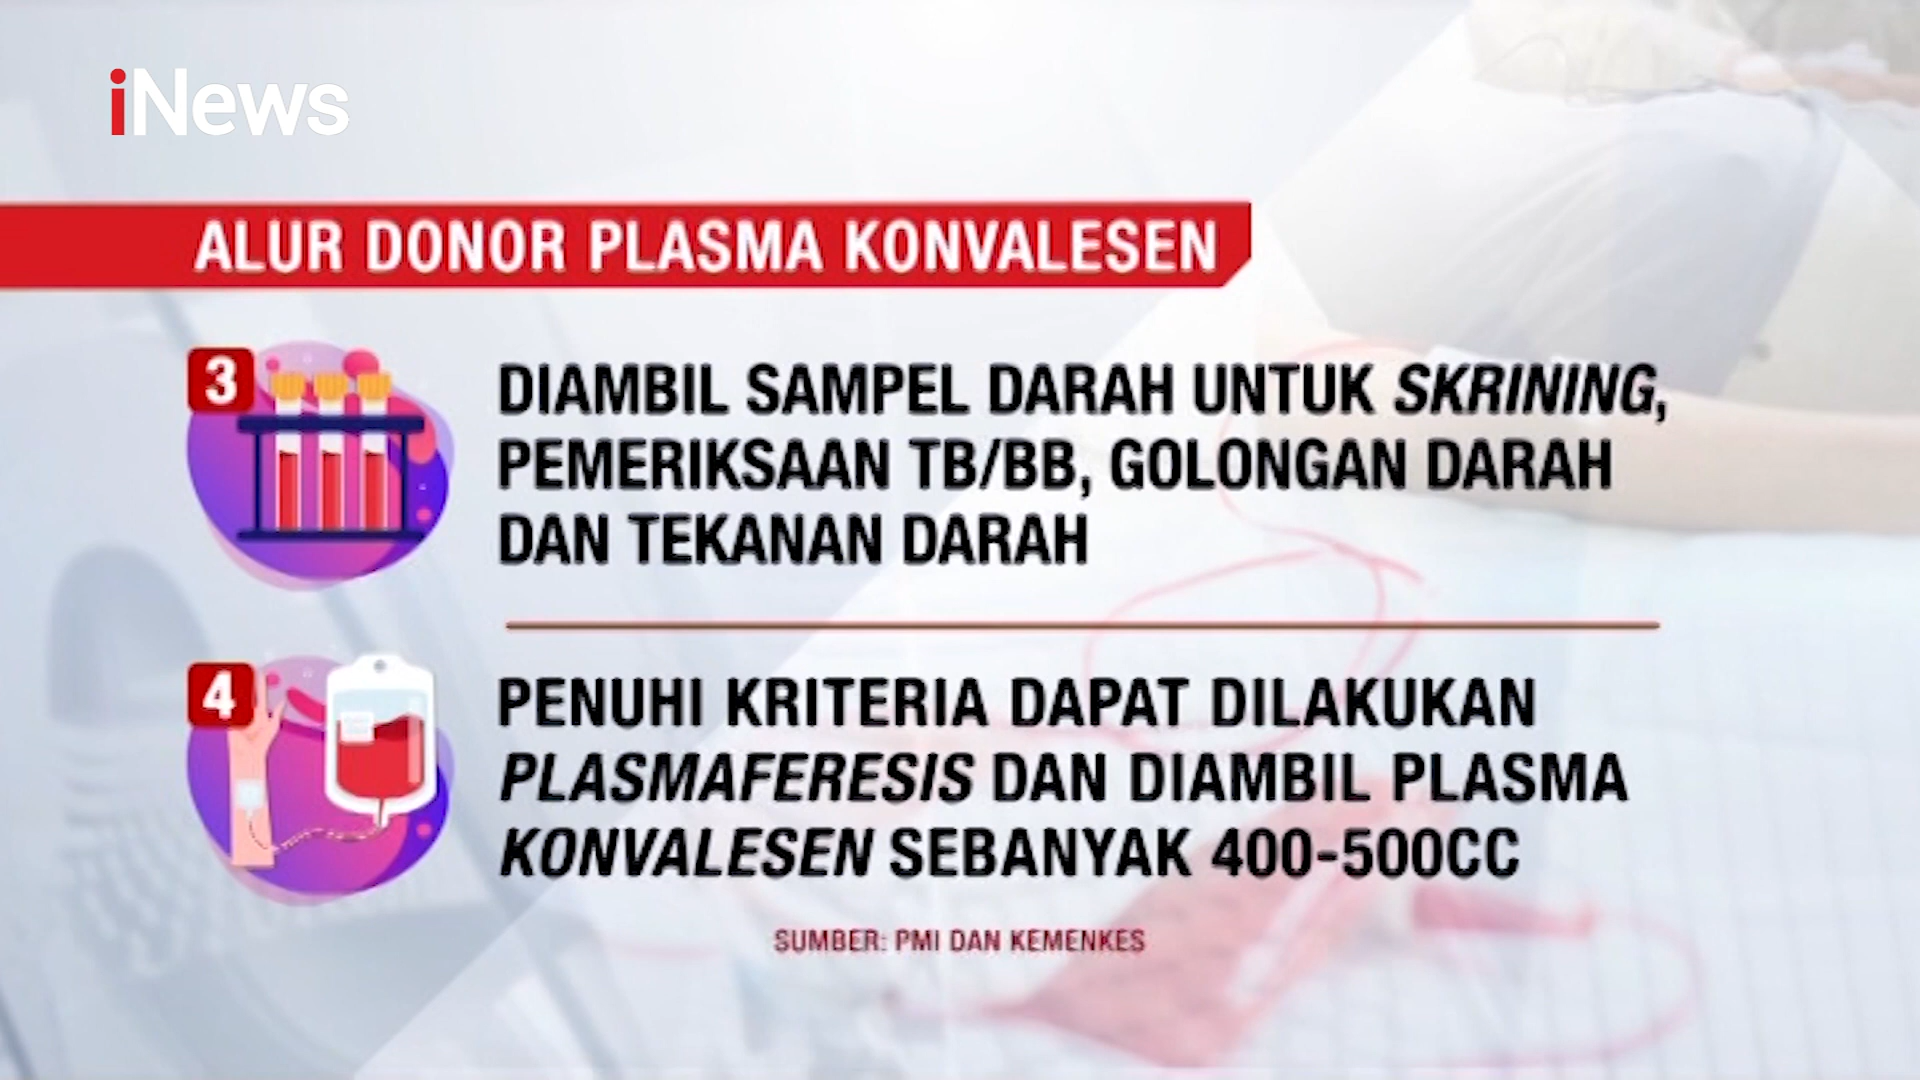 iNews
ALUR DONOR PLASMA KONVALESEN
3
DIAMBIL SAMPEL DARAH UNTUK SKRINING,
PEMERIKSAAN TB/BB, GOLONGAN DARAH
DAN TEKANAN DARAH
4
PENUHI KRITERIA DAPAT DILAKUKAN
PLASMAFERESIS DAN DIAMBIL PLASMA
KONVALESEN SEBANYAK 400-500CC
SUMBER: PMI DAN KEMENKES